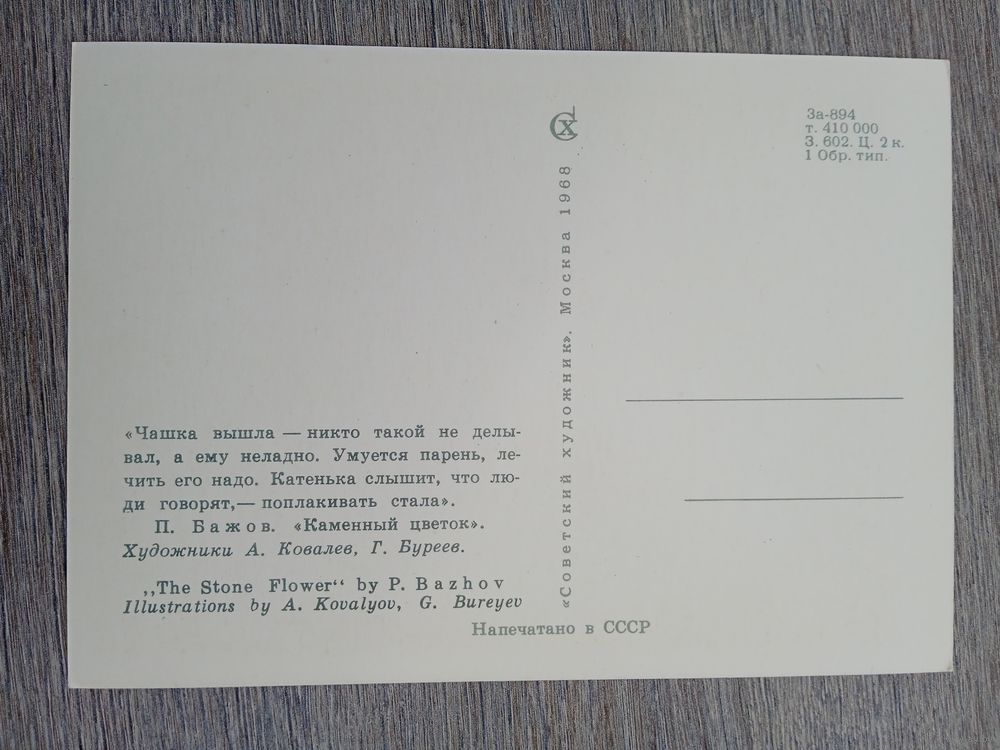 «Чашка вышла — никто такой не делы-
вал, а ему неладно. Умуется парень, ле-
чить его надо. Катенька слышит, что лю-
ди говорят,— поплакивать стала».
П. Бажов. «Каменный цветок».
Художники А. Ковалев, Г. Буреев.
,,The Stone Flower“ by P. Bazhov
Illustrations by A. Kovalyov, G. Bureyev
«Советский художник». Москва 1968
Напечатано в СССР
За-894
т. 410 000
З. 602. Ц. 2 к.
1 Обр. тип.